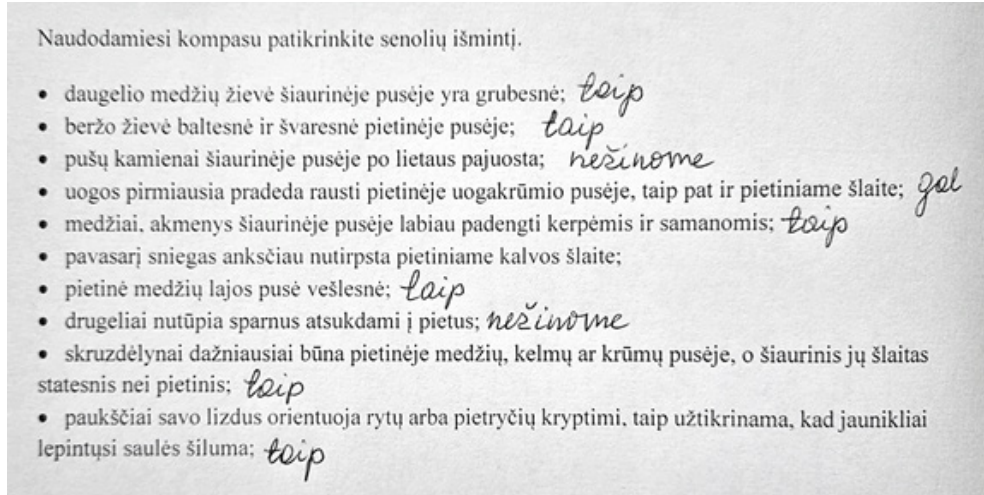 Naudodamiesi kompasu patikrinkite senolių išmintį.
• daugelio medžių žievė šiaurinėje pusėje yra grubesnė; taip
• beržo žievė baltesnė ir švaresnė pietinėje pusėje; taip
• pušų kamienai šiaurinėje pusėje po lietaus pajuosta; nežinome
• uogos pirmiausia pradeda rausti pietinėje uogakrūmio pusėje, taip pat ir pietiniame šlaite; gal
• medžiai, akmenys šiaurinėje pusėje labiau padengti kerpėmis ir samanomis; taip
• pavasarį sniegas anksčiau nutirpsta pietiniame kalvos šlaite;
• pietinė medžių lajos pusė vešlesnė; taip
• drugeliai nutūpia sparnus atsukdami į pietus; nežinome
• skruzdėlynai dažniausiai būna pietinėje medžių, kelmų ar krūmų pusėje, o šiaurinis jų šlaitas
statesnis nei pietinis; taip
• paukščiai savo lizdus orientuoja rytų arba pietryčių kryptimi, taip užtikrinama, kad jaunikliai
lepintųsi saulės šiluma; taip